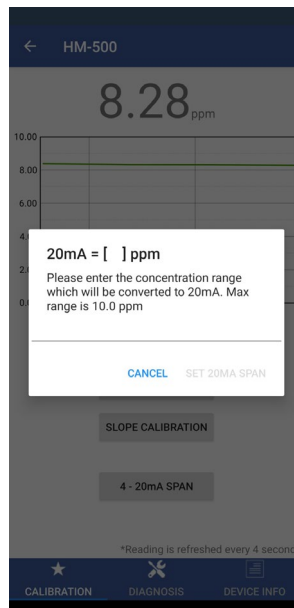 ← HM-500
8.28 ppm
10.00
8.00
6.00
20mA = [ ] ppm
Please enter the concentration range
which will be converted to 20mA. Max
range is 10.0 ppm
CANCEL SET 20MA SPAN
SLOPE CALIBRATION
4 - 20mA SPAN
*Reading is refreshed every 4 second
CALIBRATION DIAGNOSIS DEVICE INFO